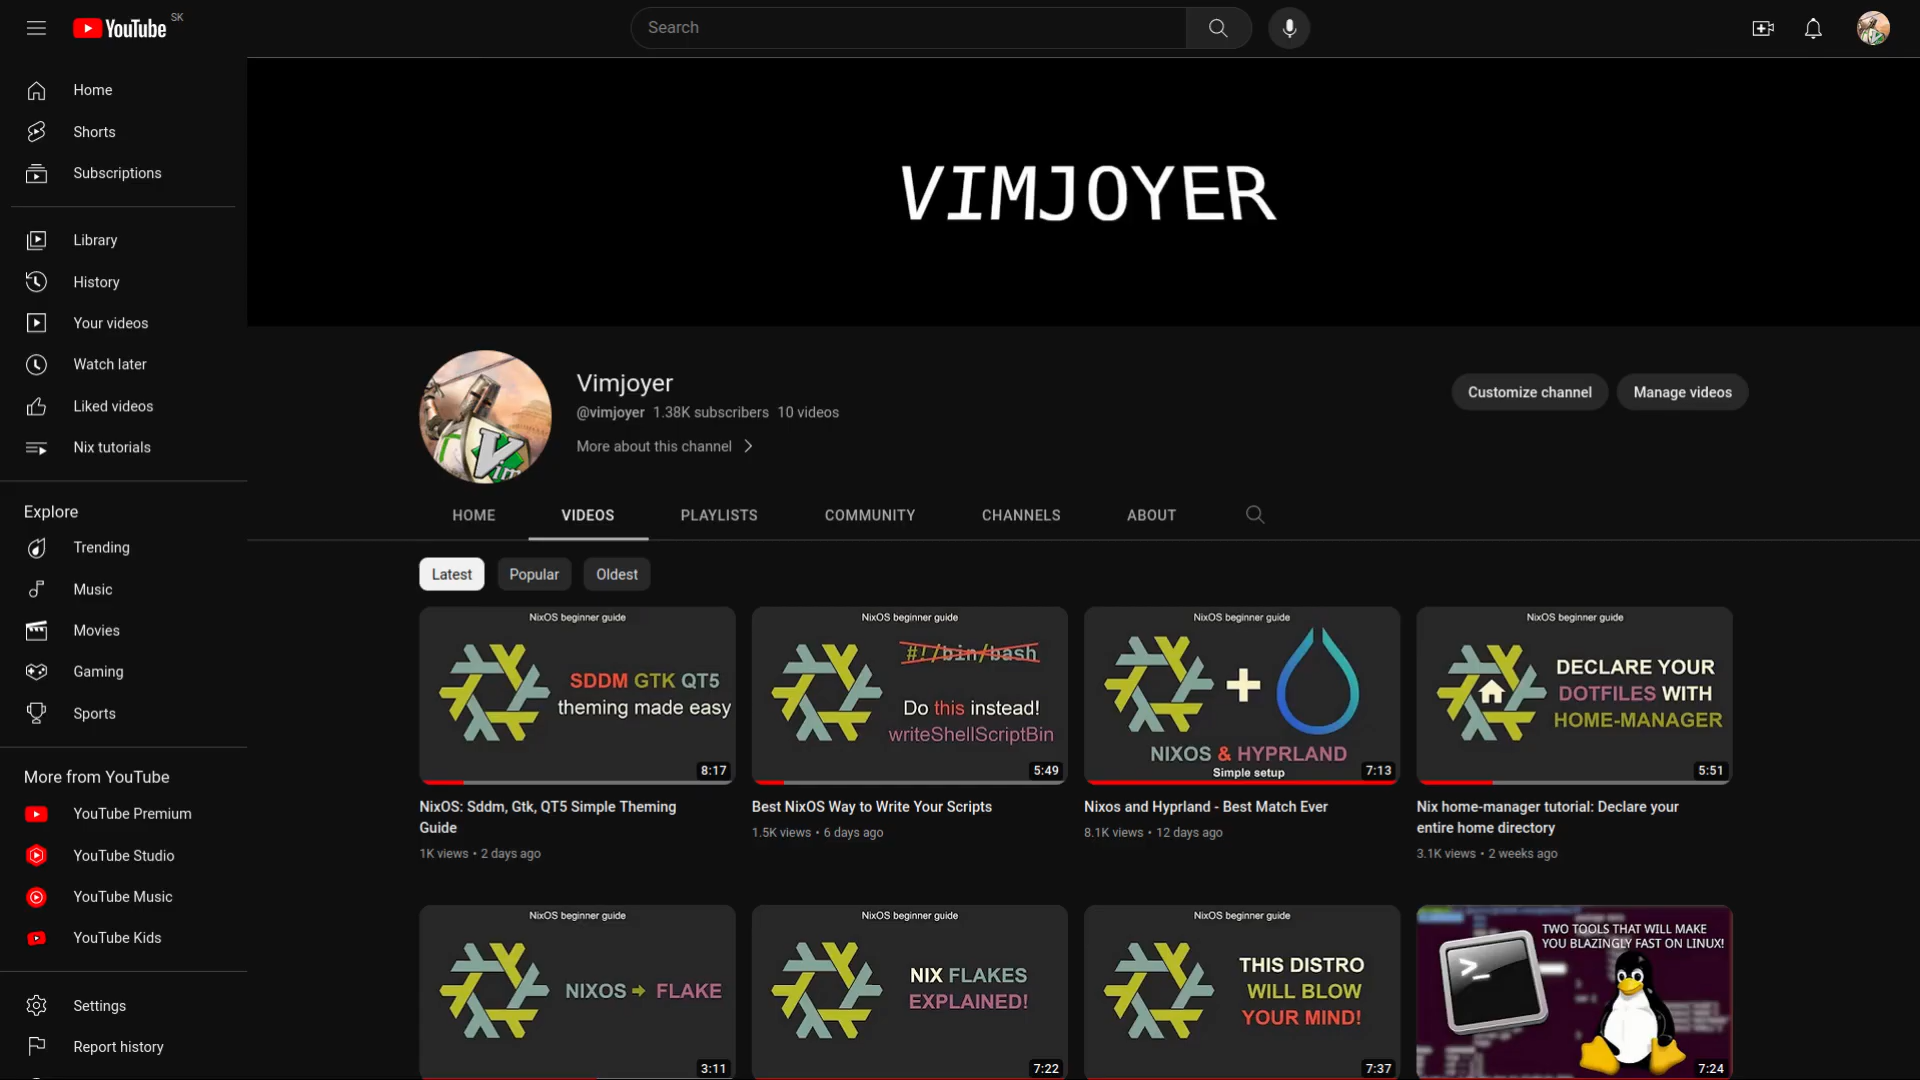 YouTube SK
Search
Home
Shorts
Subscriptions
Library
History
Your videos
Watch later
Liked videos
Nix tutorials
Explore
Trending
Music
Movies
Gaming
Sports
More from YouTube
YouTube Premium
YouTube Studio
YouTube Music
YouTube Kids
Settings
Report history
VIMJOYER
Vim
Vimjoyer
@vimjoyer 1.38K subscribers 10 videos
More about this channel
Customize channel
Manage videos
HOME
VIDEOS
PLAYLISTS
COMMUNITY
CHANNELS
ABOUT
Latest
Popular
Oldest
NixOS beginner guide
SDDM GTK QT5
theming made easy
8:17
NixOS: Sddm, Gtk, QT5 Simple Theming
Guide
1K views • 2 days ago
NixOS beginner guide
#!/bin/bash
Do this instead!
writeShellScriptBin
5:49
Best NixOS Way to Write Your Scripts
1.5K views • 6 days ago
NixOS beginner guide
+
NIXOS & HYPRLAND
Simple setup
7:13
Nixos and Hyprland - Best Match Ever
8.1K views • 12 days ago
NixOS beginner guide
DECLARE YOUR
DOTFILES WITH
HOME-MANAGER
5:51
Nix home-manager tutorial: Declare your
entire home directory
3.1K views • 2 weeks ago
NixOS beginner guide
NIXOS → FLAKE
3:11
NixOS beginner guide
NIX FLAKES
EXPLAINED!
7:22
NixOS beginner guide
THIS DISTRO
WILL BLOW
YOUR MIND!
7:37
TWO TOOLS THAT WILL MAKE
YOU BLAZINGLY FAST ON LINUX!
>_
7:24